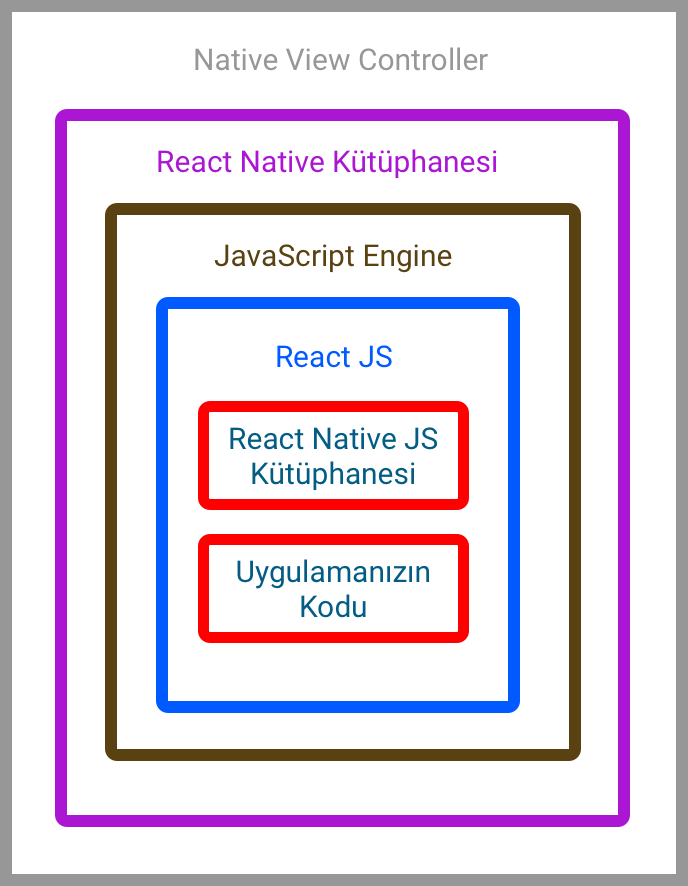 Native View Controller
React Native Kütüphanesi
JavaScript Engine
React JS
React Native JS
Kütüphanesi
Uygulamanızın
Kodu